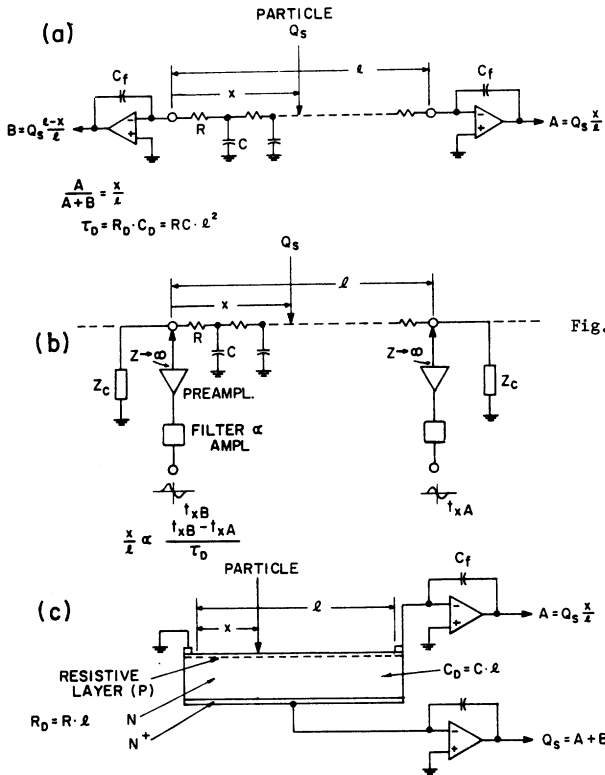 PARTICLE
(a)
Qs
Cf
ℓ
Cf
x
B=Qs (ℓ-x)/ℓ
R
C
A=Qs x/ℓ
A/(A+B) = x/ℓ
τD = RD · CD = RC · ℓ²
Qs
ℓ
x
Fig.
(b)
R
C
Z→∞
Z→∞
Zc
PREAMPL.
Zc
FILTER ∝
AMPL
txB
txA
x/ℓ ∝ (txB - txA)/τD
PARTICLE
(c)
Cf
ℓ
x
A=Qs x/ℓ
RESISTIVE
LAYER (P)
CD = C · ℓ
Cf
RD = R · ℓ
N
N+
Qs = A+B